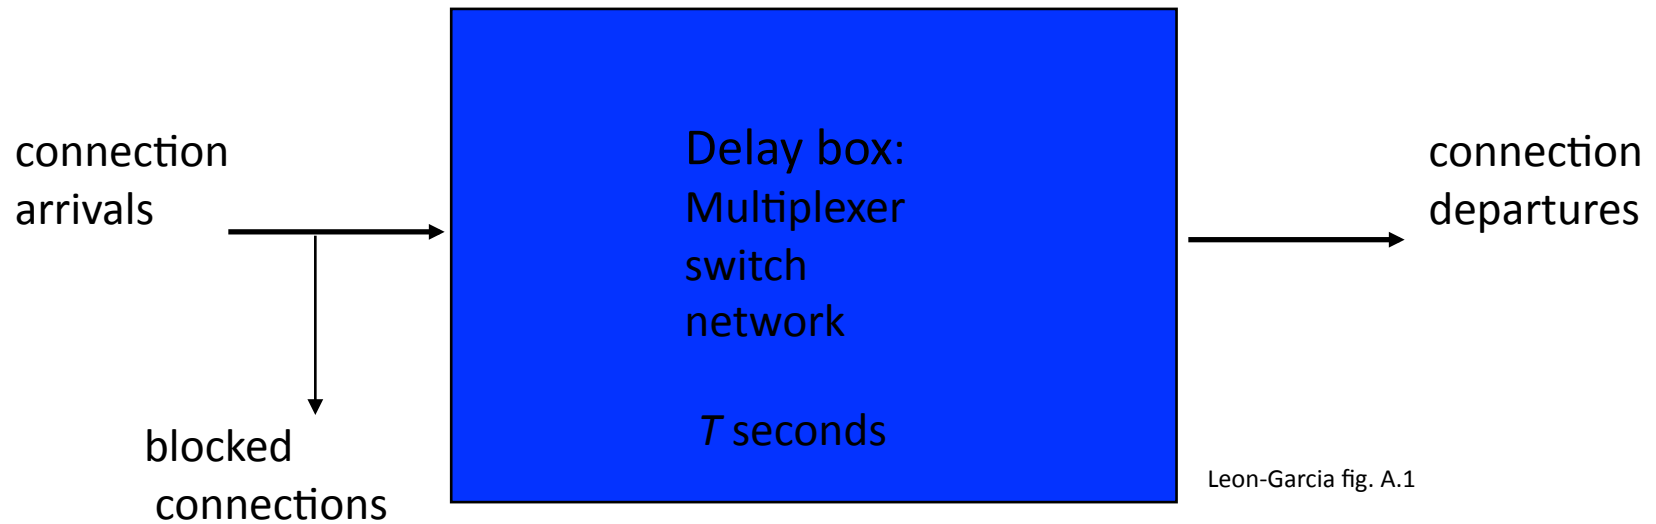 connection
arrivals
blocked
connections
Delay box:
Multiplexer
switch
network
T seconds
connection
departures
Leon-Garcia fig. A.1